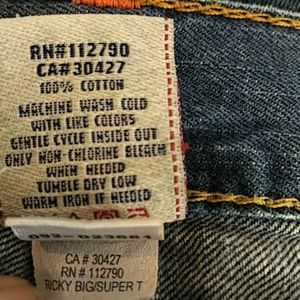 RN#112790
CA#30427
100% COTTON
MACHINE WASH COLD
WITH LIKE COLORS
GENTLE CYCLE INSIDE OUT
ONLY NON-CHLORINE BLEACH
WHEN NEEDED
TUMBLE DRY LOW
WARM IRON IF NEEDED
CA # 30427
RN # 112790
RICKY BIG/SUPER T